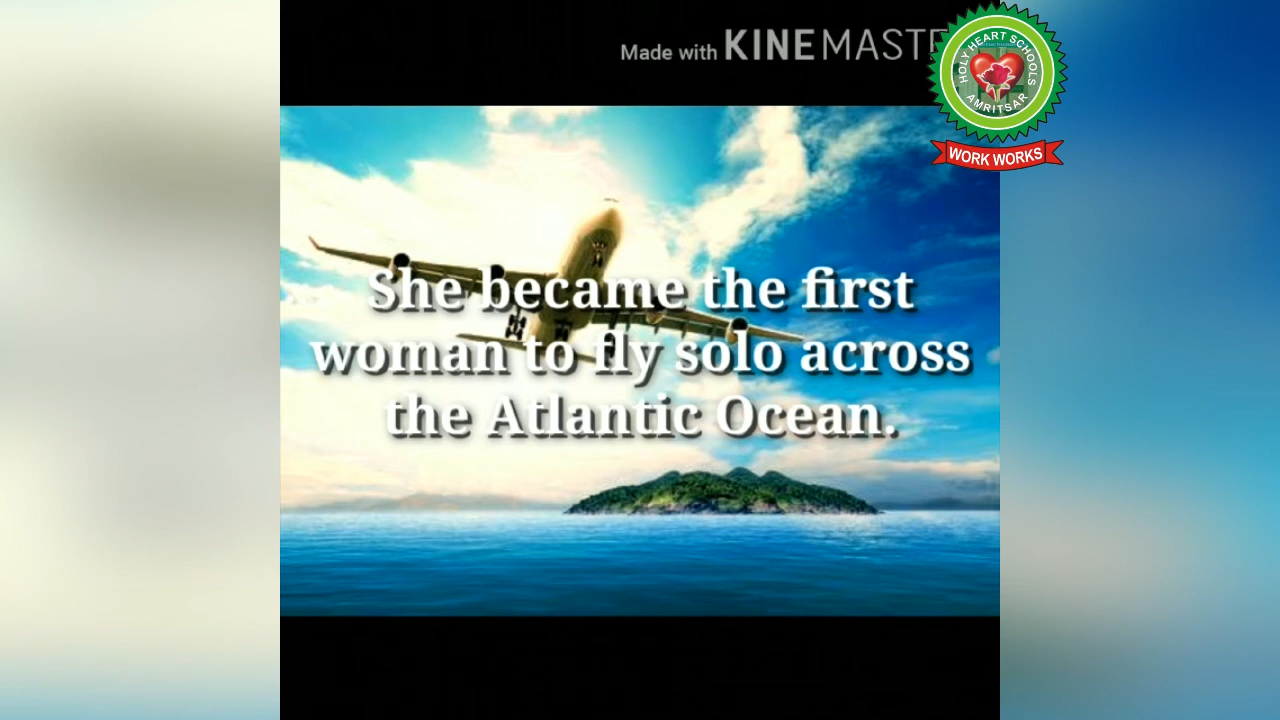 Made with KINEMASTE
HOLY HEART SCHOOLS
AMRITSAR
WORK WORKS
She became the first
woman to fly solo across
the Atlantic Ocean.